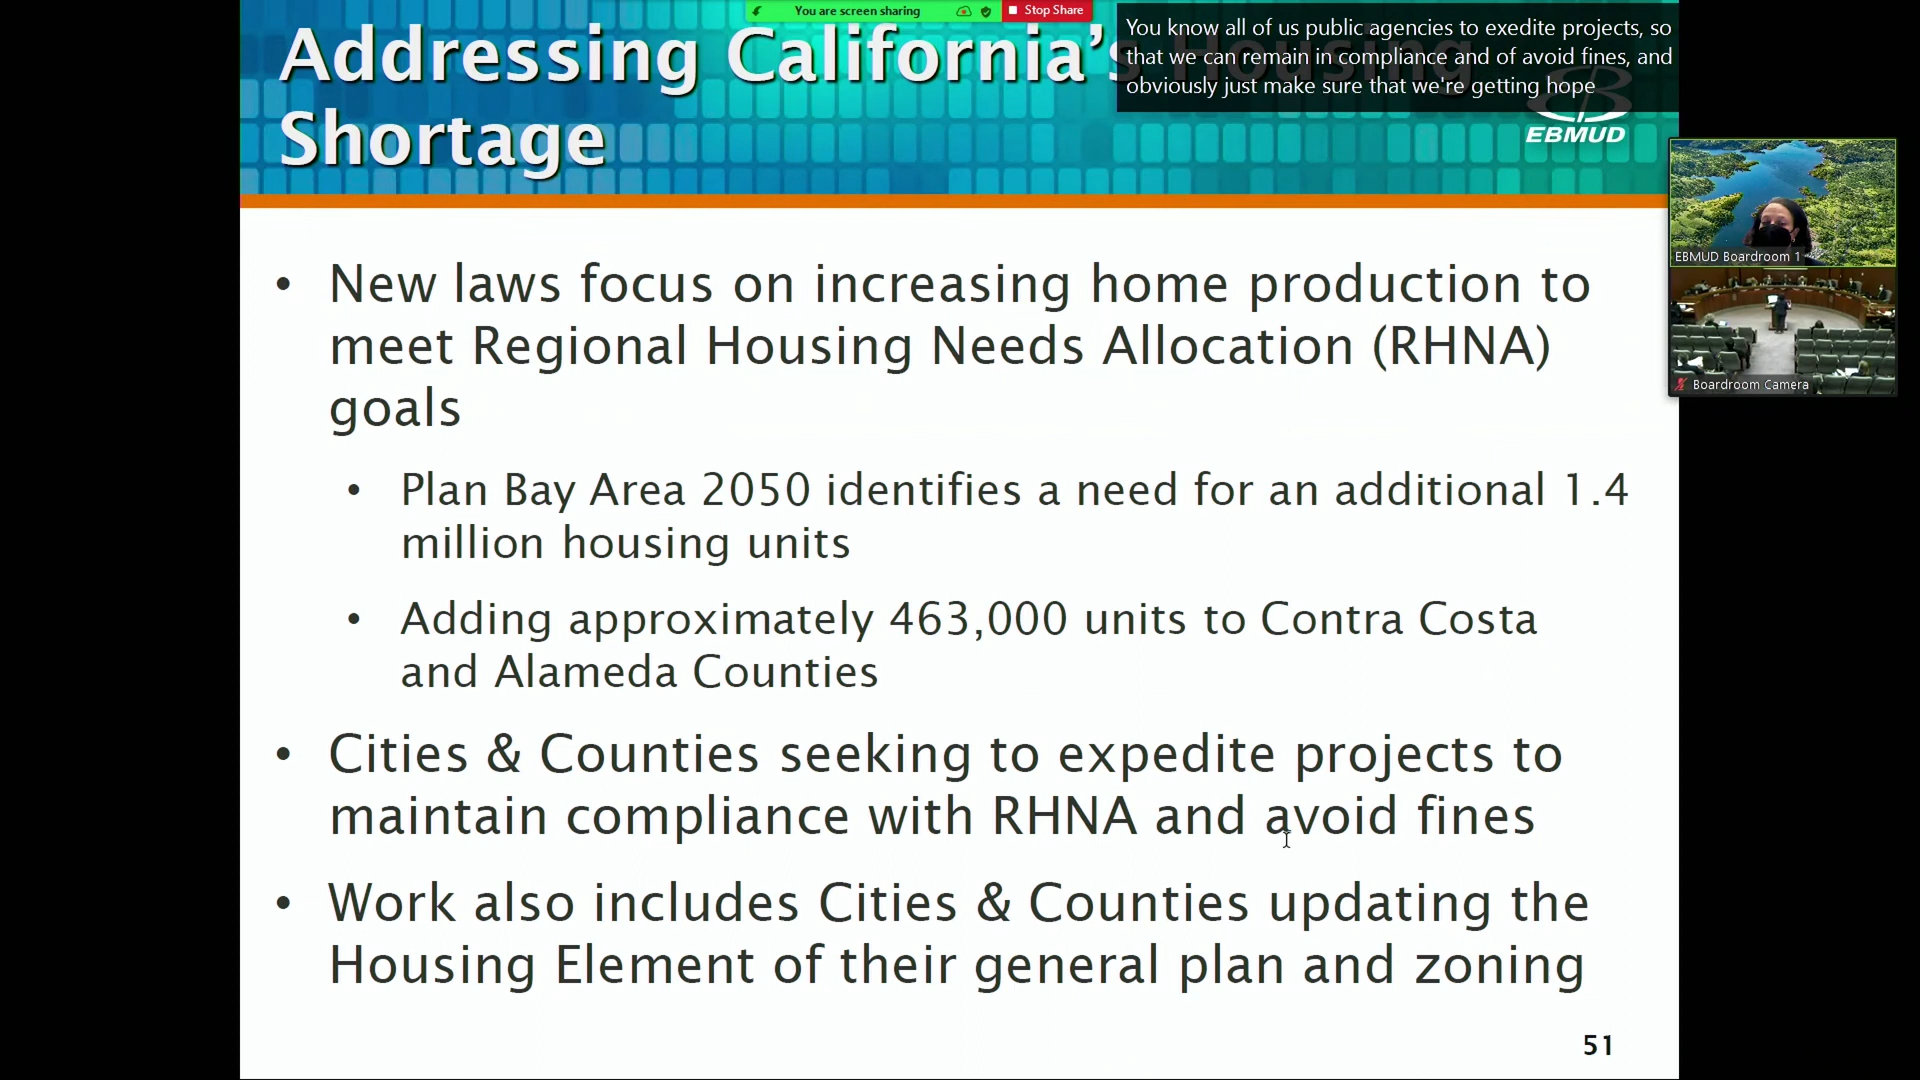 You are screen sharing
Stop Share
You know all of us public agencies to exedite projects, so
that we can remain in compliance and of avoid fines, and
obviously just make sure that we're getting hope
Addressing California's Housing
Shortage
EBMUD
EBMUD Boardroom 1
Boardroom Camera
• New laws focus on increasing home production to
meet Regional Housing Needs Allocation (RHNA)
goals
• Plan Bay Area 2050 identifies a need for an additional 1.4
million housing units
• Adding approximately 463,000 units to Contra Costa
and Alameda Counties
• Cities & Counties seeking to expedite projects to
maintain compliance with RHNA and avoid fines
• Work also includes Cities & Counties updating the
Housing Element of their general plan and zoning
51